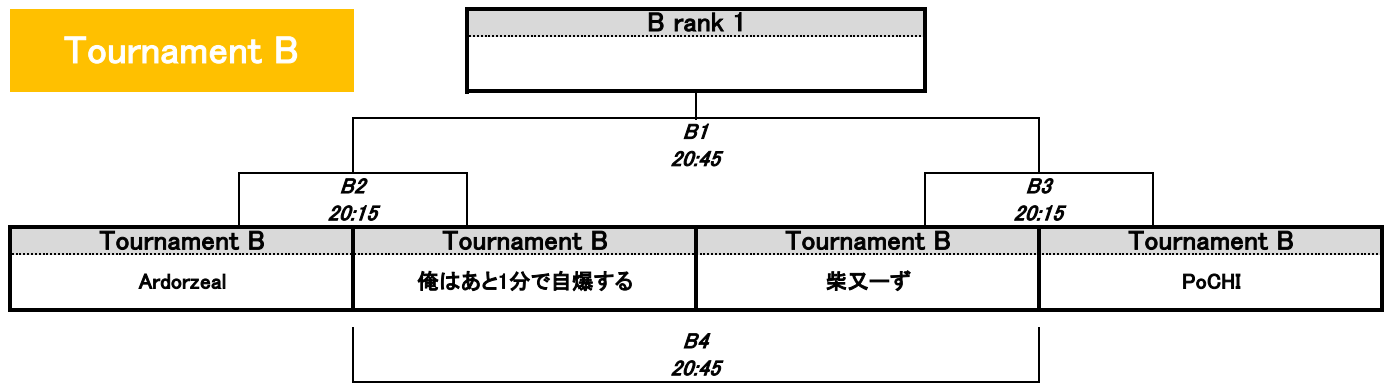 Tournament B
B rank 1
B1
20:45
B2
20:15
B3
20:15
Tournament B
Tournament B
Tournament B
Tournament B
Ardorzeal
俺はあと1分で自爆する
柴又ーず
PoCHI
B4
20:45